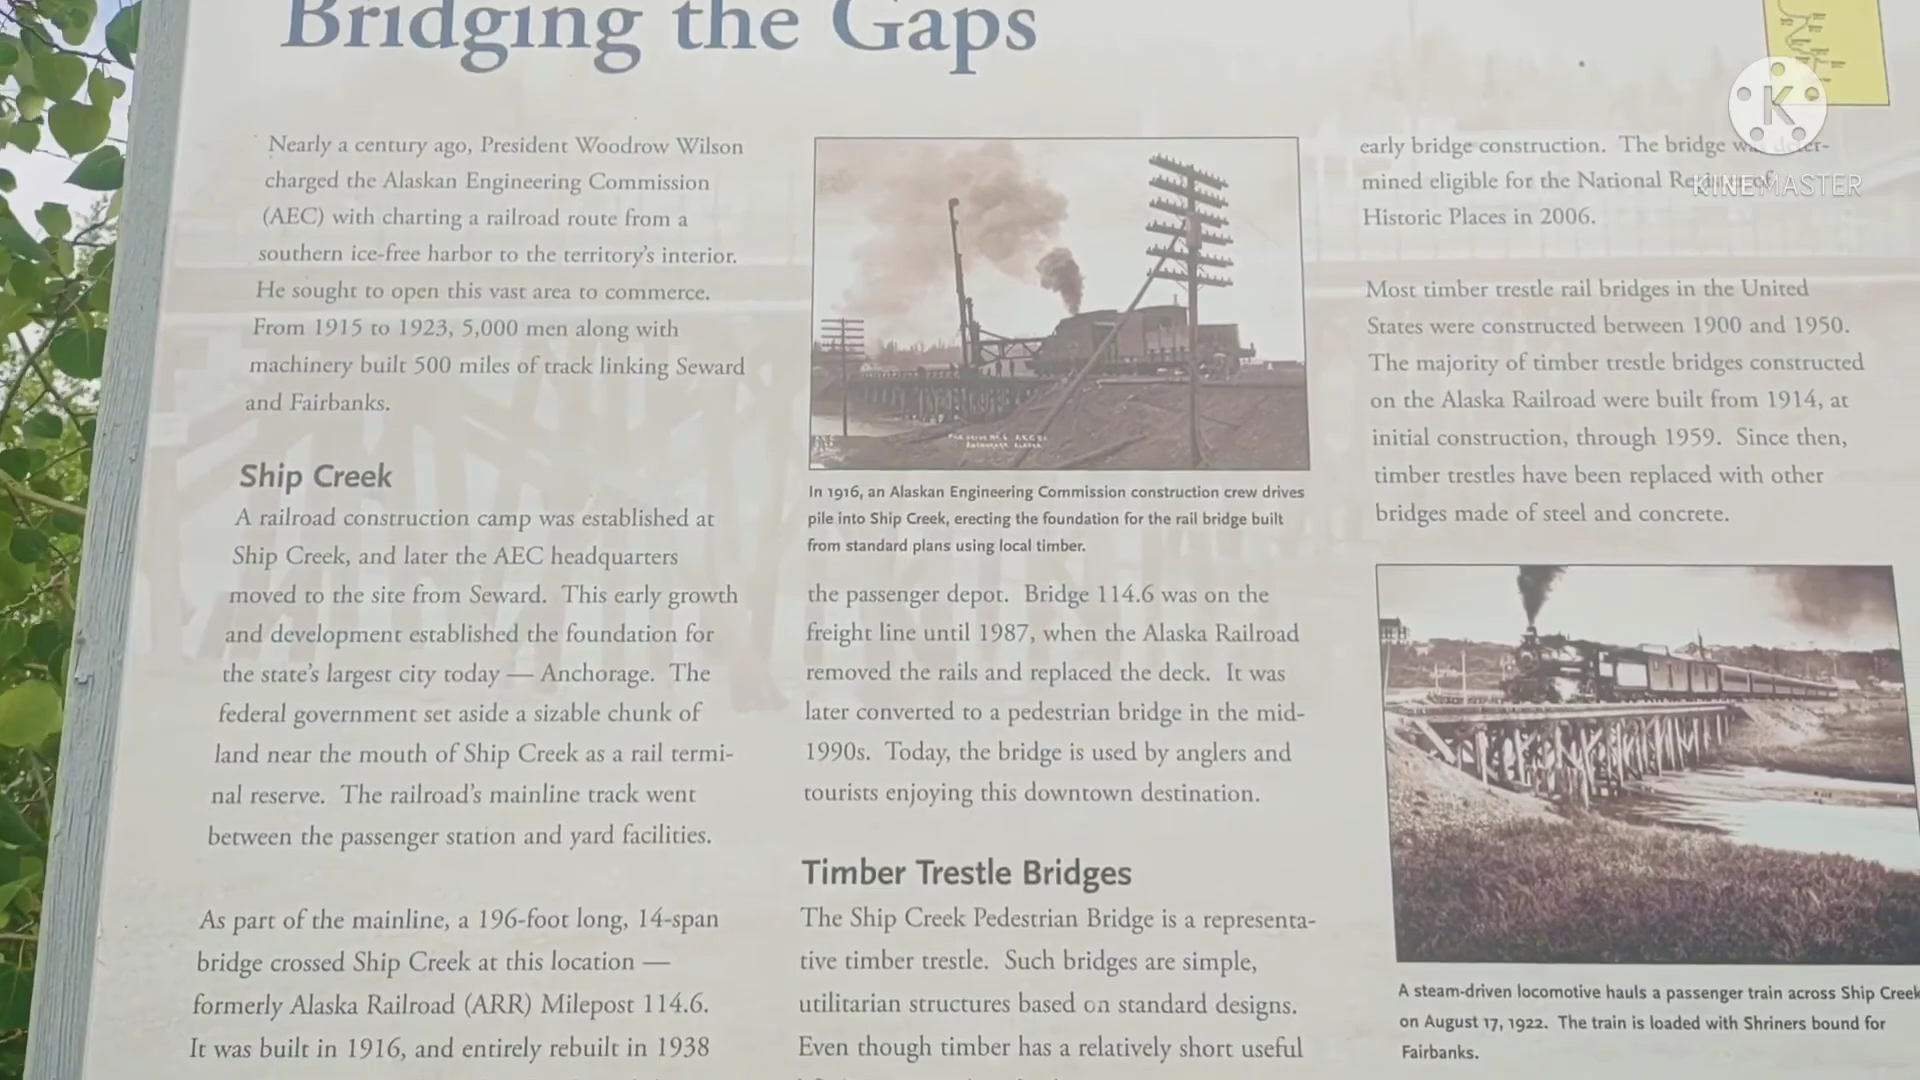 Bridging the Gaps
Nearly a century ago, President Woodrow Wilson
charged the Alaskan Engineering Commission
(AEC) with charting a railroad route from a
southern ice-free harbor to the territory's interior.
He sought to open this vast area to commerce.
From 1915 to 1923, 5,000 men along with
machinery built 500 miles of track linking Seward
and Fairbanks.
Ship Creek
A railroad construction camp was established at
Ship Creek, and later the AEC headquarters
moved to the site from Seward. This early growth
and development established the foundation for
the state's largest city today — Anchorage. The
federal government set aside a sizable chunk of
land near the mouth of Ship Creek as a rail termi-
nal reserve. The railroad's mainline track went
between the passenger station and yard facilities.
As part of the mainline, a 196-foot long, 14-span
bridge crossed Ship Creek at this location —
formerly Alaska Railroad (ARR) Milepost 114.6.
It was built in 1916, and entirely rebuilt in 1938
In 1916, an Alaskan Engineering Commission construction crew drives
pile into Ship Creek, erecting the foundation for the rail bridge built
from standard plans using local timber.
the passenger depot. Bridge 114.6 was on the
freight line until 1987, when the Alaska Railroad
removed the rails and replaced the deck. It was
later converted to a pedestrian bridge in the mid-
1990s. Today, the bridge is used by anglers and
tourists enjoying this downtown destination.
Timber Trestle Bridges
The Ship Creek Pedestrian Bridge is a representa-
tive timber trestle. Such bridges are simple,
utilitarian structures based on standard designs.
Even though timber has a relatively short useful
early bridge construction. The bridge was deter-
mined eligible for the National Register of
Historic Places in 2006.
Most timber trestle rail bridges in the United
States were constructed between 1900 and 1950.
The majority of timber trestle bridges constructed
on the Alaska Railroad were built from 1914, at
initial construction, through 1959. Since then,
timber trestles have been replaced with other
bridges made of steel and concrete.
A steam-driven locomotive hauls a passenger train across Ship Creek
on August 17, 1922. The train is loaded with Shriners bound for
Fairbanks.
K
KINEMASTER